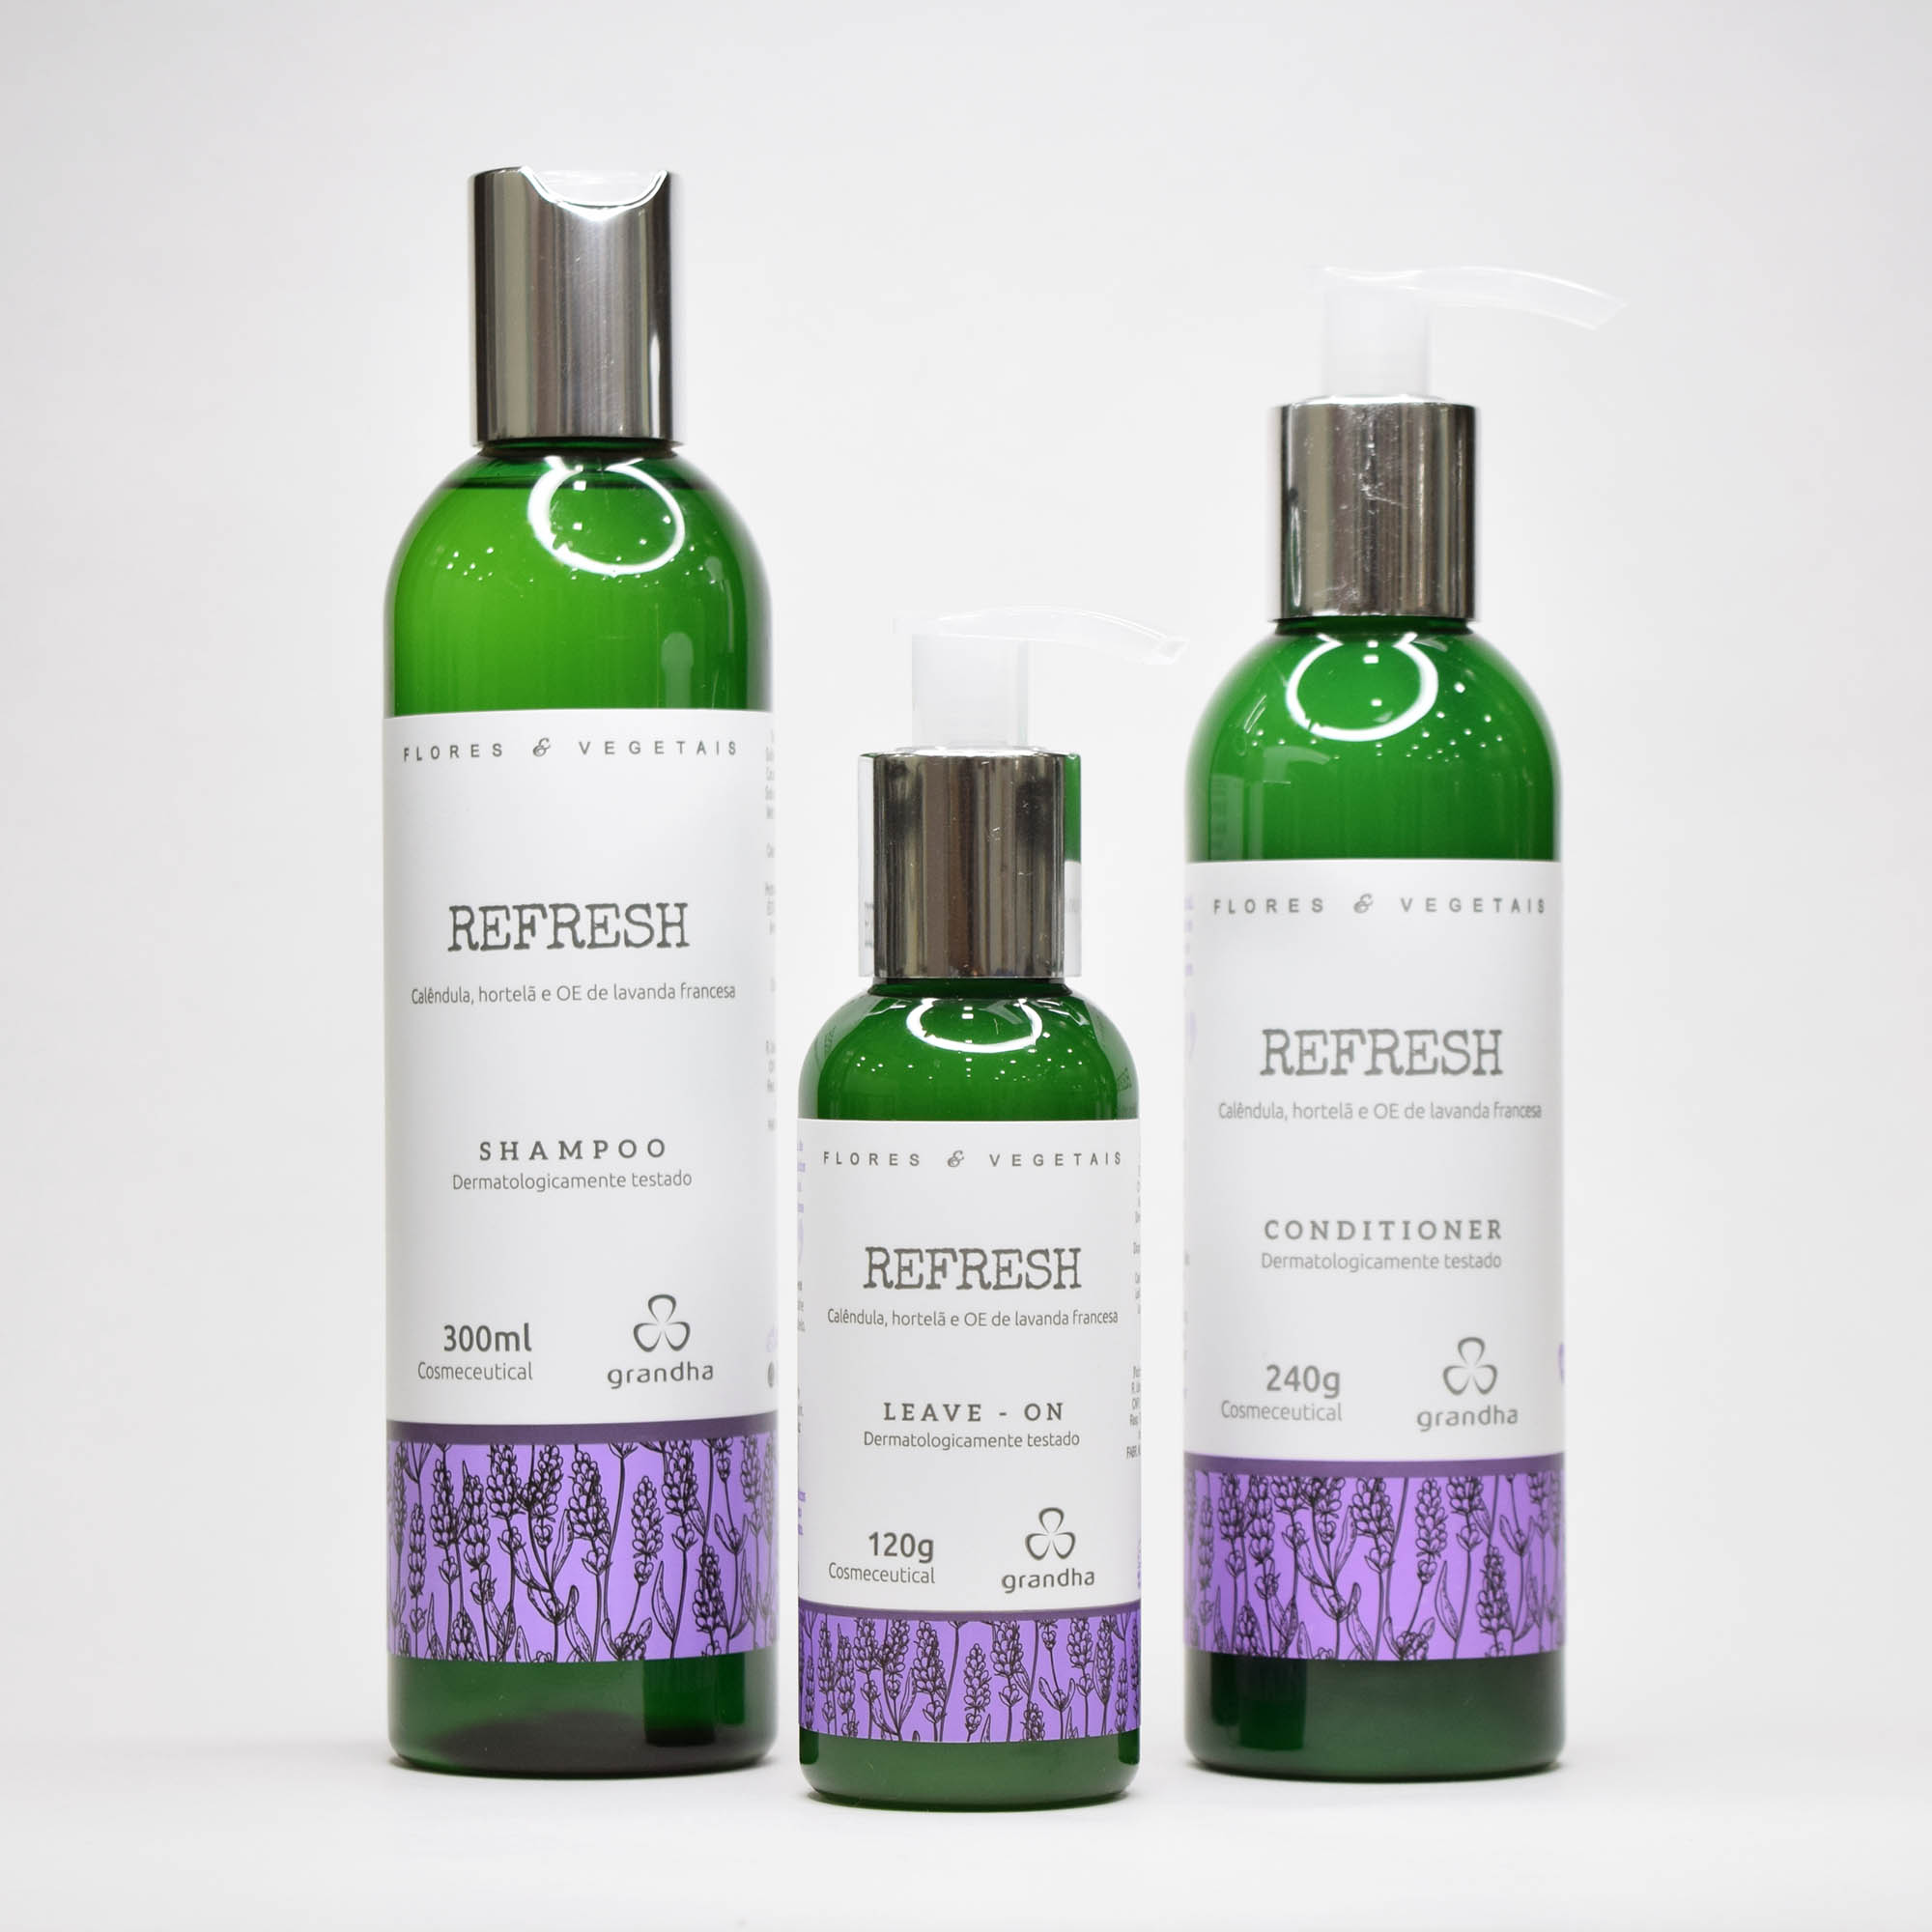 FLORES & VEGETAIS
REFRESH
Calêndula, hortelã e OE de lavanda francesa
SHAMPOO
Dermatologicamente testado
300ml
Cosmeceutical
grandha
FLORES & VEGETAIS
REFRESH
Calêndula, hortelã e OE de lavanda francesa
LEAVE - ON
Dermatologicamente testado
120g
Cosmeceutical
grandha
FLORES & VEGETAIS
REFRESH
Calêndula, hortelã e OE de lavanda francesa
CONDITIONER
Dermatologicamente testado
240g
Cosmeceutical
grandha